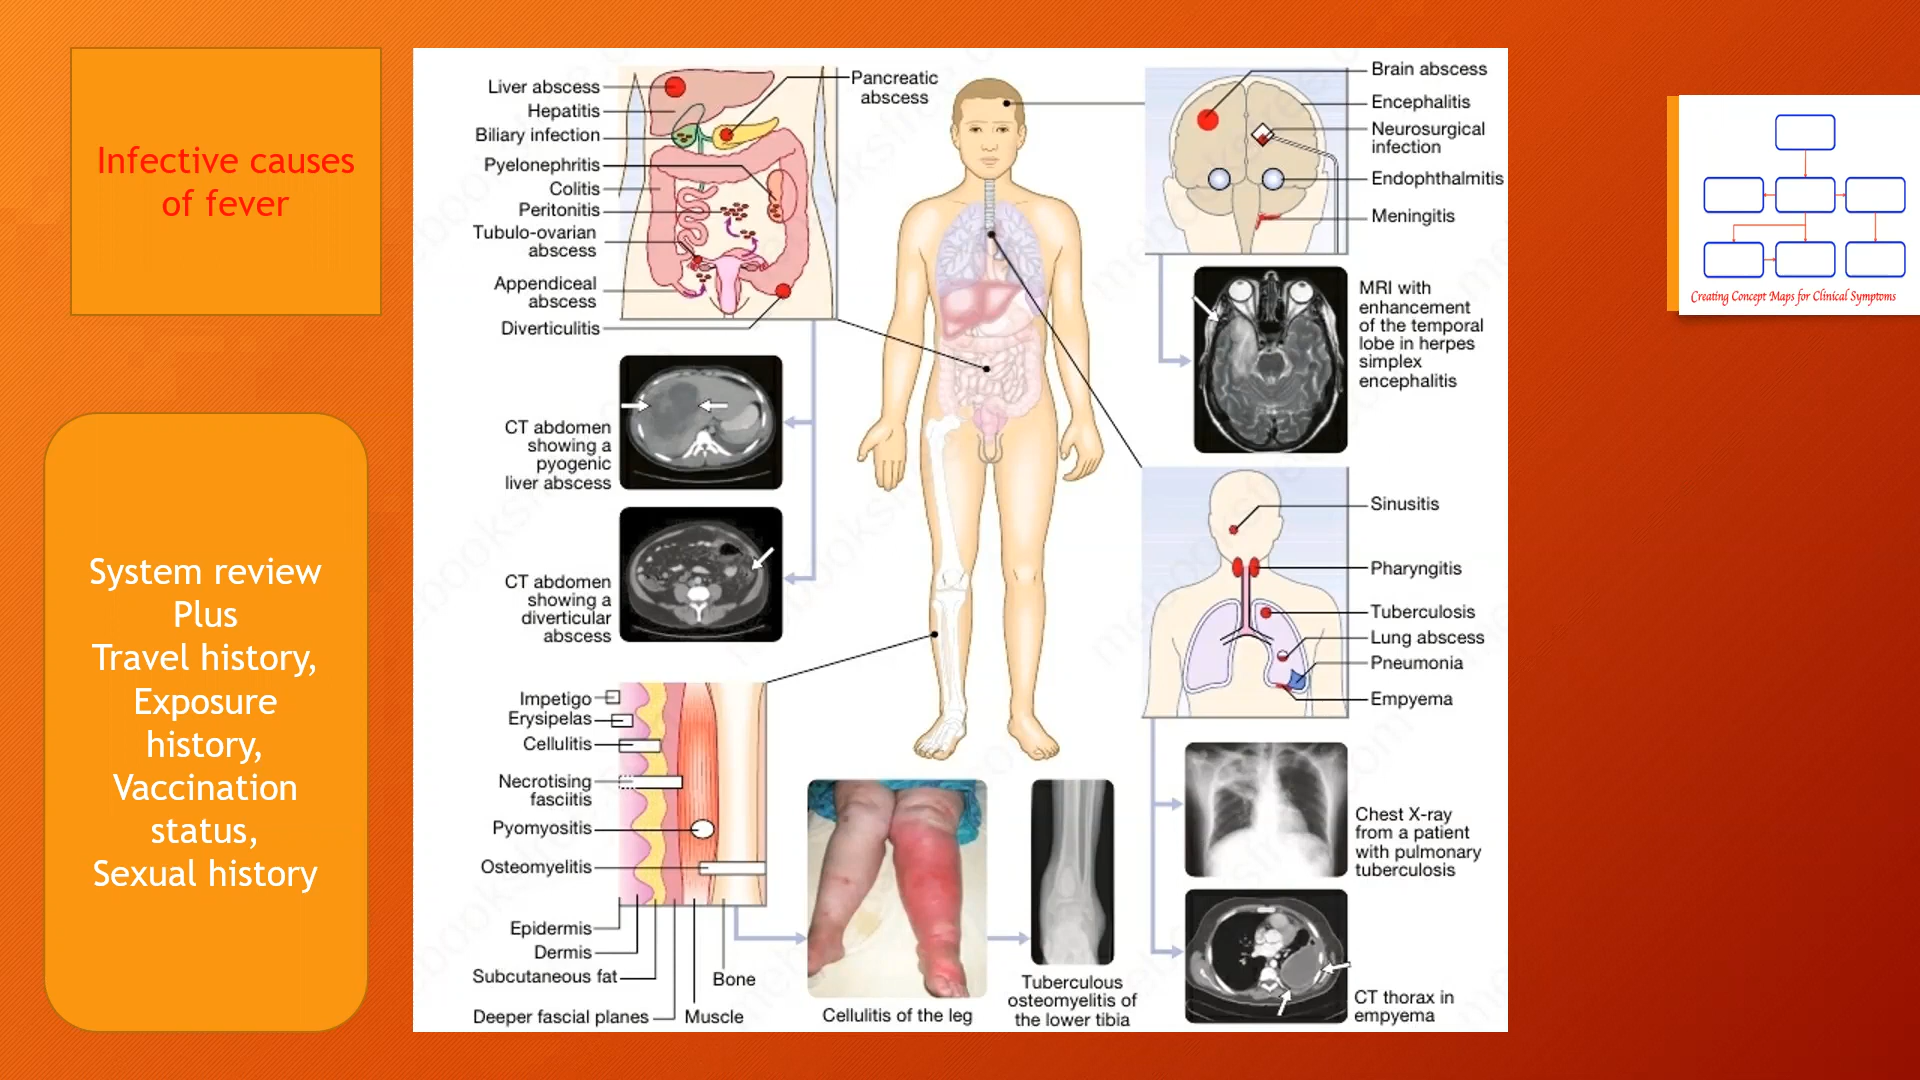 Infective causes
of fever
System review
Plus
Travel history,
Exposure
history,
Vaccination
status,
Sexual history
Liver abscess
Hepatitis
Biliary infection
Pyelonephritis
Colitis
Peritonitis
Tubulo-ovarian
abscess
Appendiceal
abscess
Diverticulitis
Pancreatic
abscess
CT abdomen
showing a
pyogenic
liver abscess
CT abdomen
showing a
diverticular
abscess
Impetigo
Erysipelas
Cellulitis
Necrotising
fasciitis
Pyomyositis
Osteomyelitis
Epidermis
Dermis
Subcutaneous fat
Deeper fascial planes
Muscle
Bone
Cellulitis of the leg
Tuberculous
osteomyelitis of
the lower tibia
Brain abscess
Encephalitis
Neurosurgical
infection
Endophthalmitis
Meningitis
MRI with
enhancement
of the temporal
lobe in herpes
simplex
encephalitis
Sinusitis
Pharyngitis
Tuberculosis
Lung abscess
Pneumonia
Empyema
Chest X-ray
from a patient
with pulmonary
tuberculosis
CT thorax in
empyema
Creating Concept Maps for Clinical Symptoms